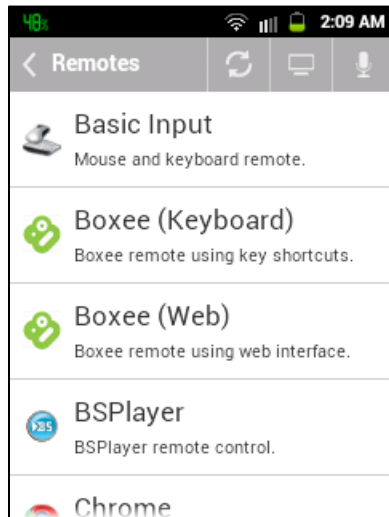 48%
2:09 AM
Remotes
Basic Input
Mouse and keyboard remote.
Boxee (Keyboard)
Boxee remote using key shortcuts.
Boxee (Web)
Boxee remote using web interface.
BS
BSPlayer
BSPlayer remote control.
Chrome